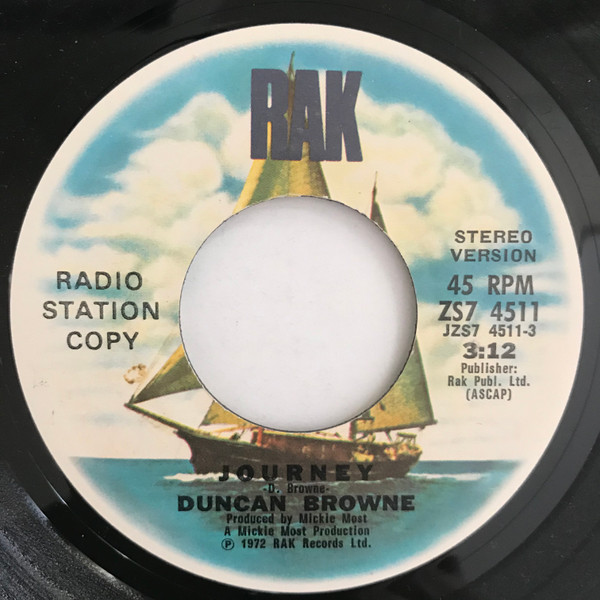 RAK
RADIO
STATION
COPY
STEREO
VERSION
45 RPM
ZS7 4511
JZS7 4511-3
3:12
Publisher:
Rak Publ. Ltd.
(ASCAP)
JOURNEY
-D. Browne-
DUNCAN BROWNE
Produced by Mickie Most
A Mickie Most Production
℗ 1972 RAK Records Ltd.